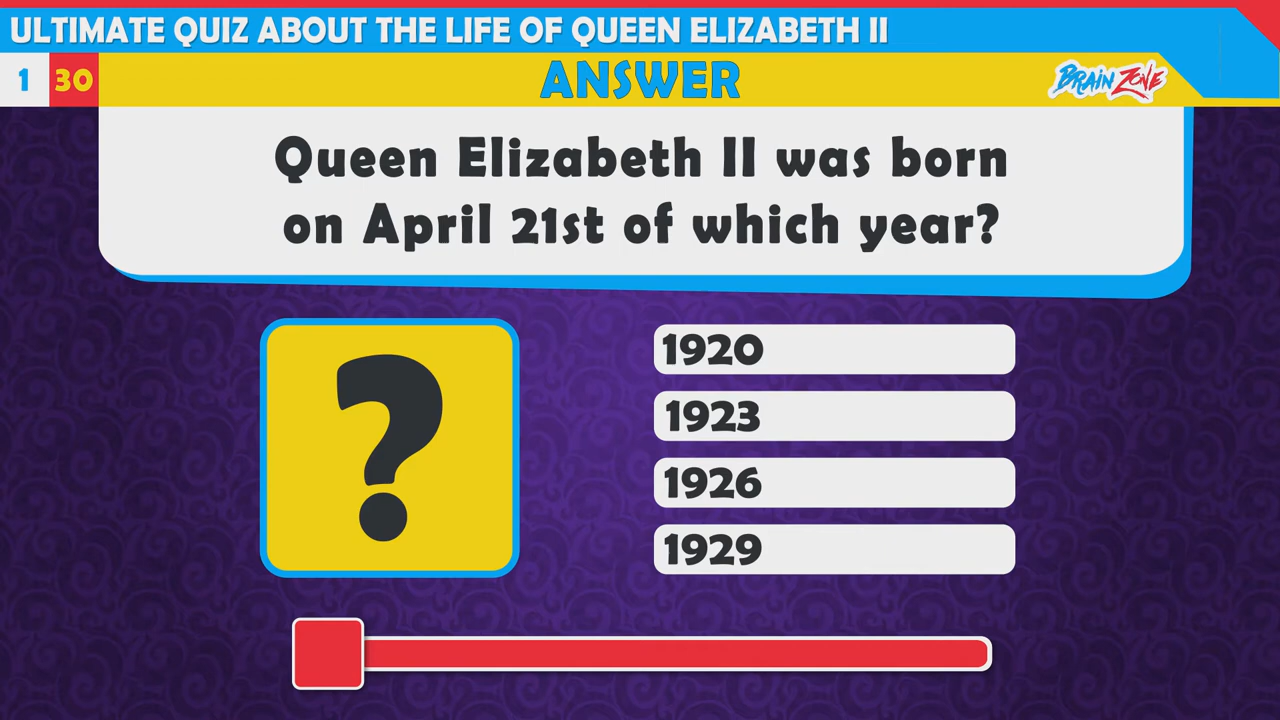 ULTIMATE QUIZ ABOUT THE LIFE OF QUEEN ELIZABETH II
1 30 ANSWER BRAIN ZONE
Queen Elizabeth II was born
on April 21st of which year?
?
1920
1923
1926
1929